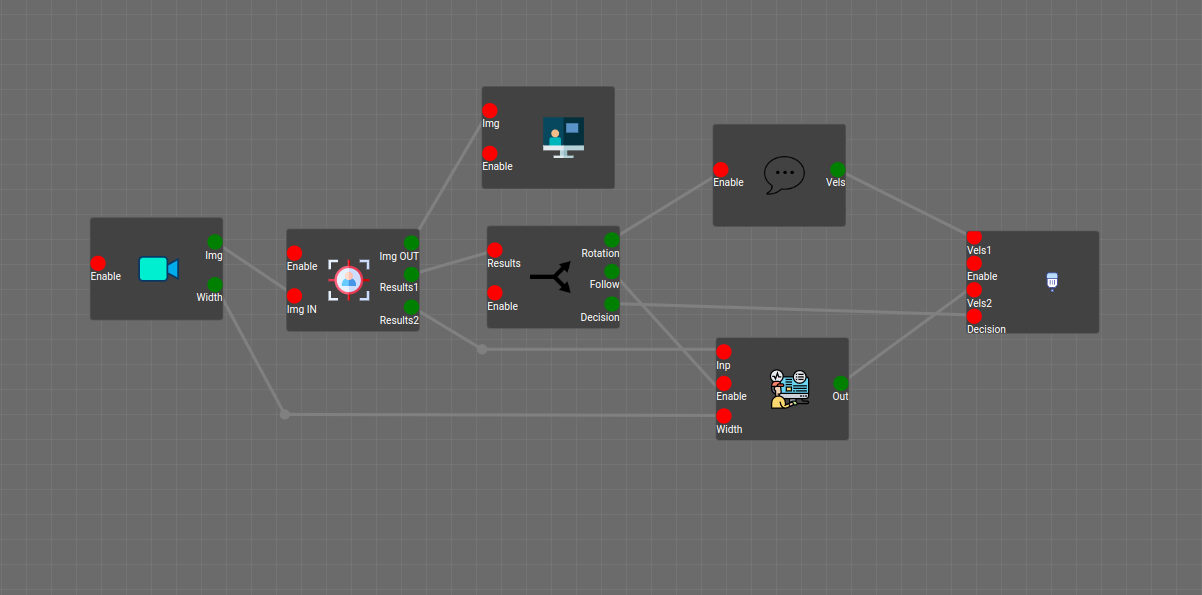 Enable
Img
Width
Enable
Img IN
Img OUT
Results1
Results2
Img
Enable
Results
Enable
Rotation
Follow
Decision
Enable
Vels
Inp
Enable
Width
Out
Vels1
Enable
Vels2
Decision